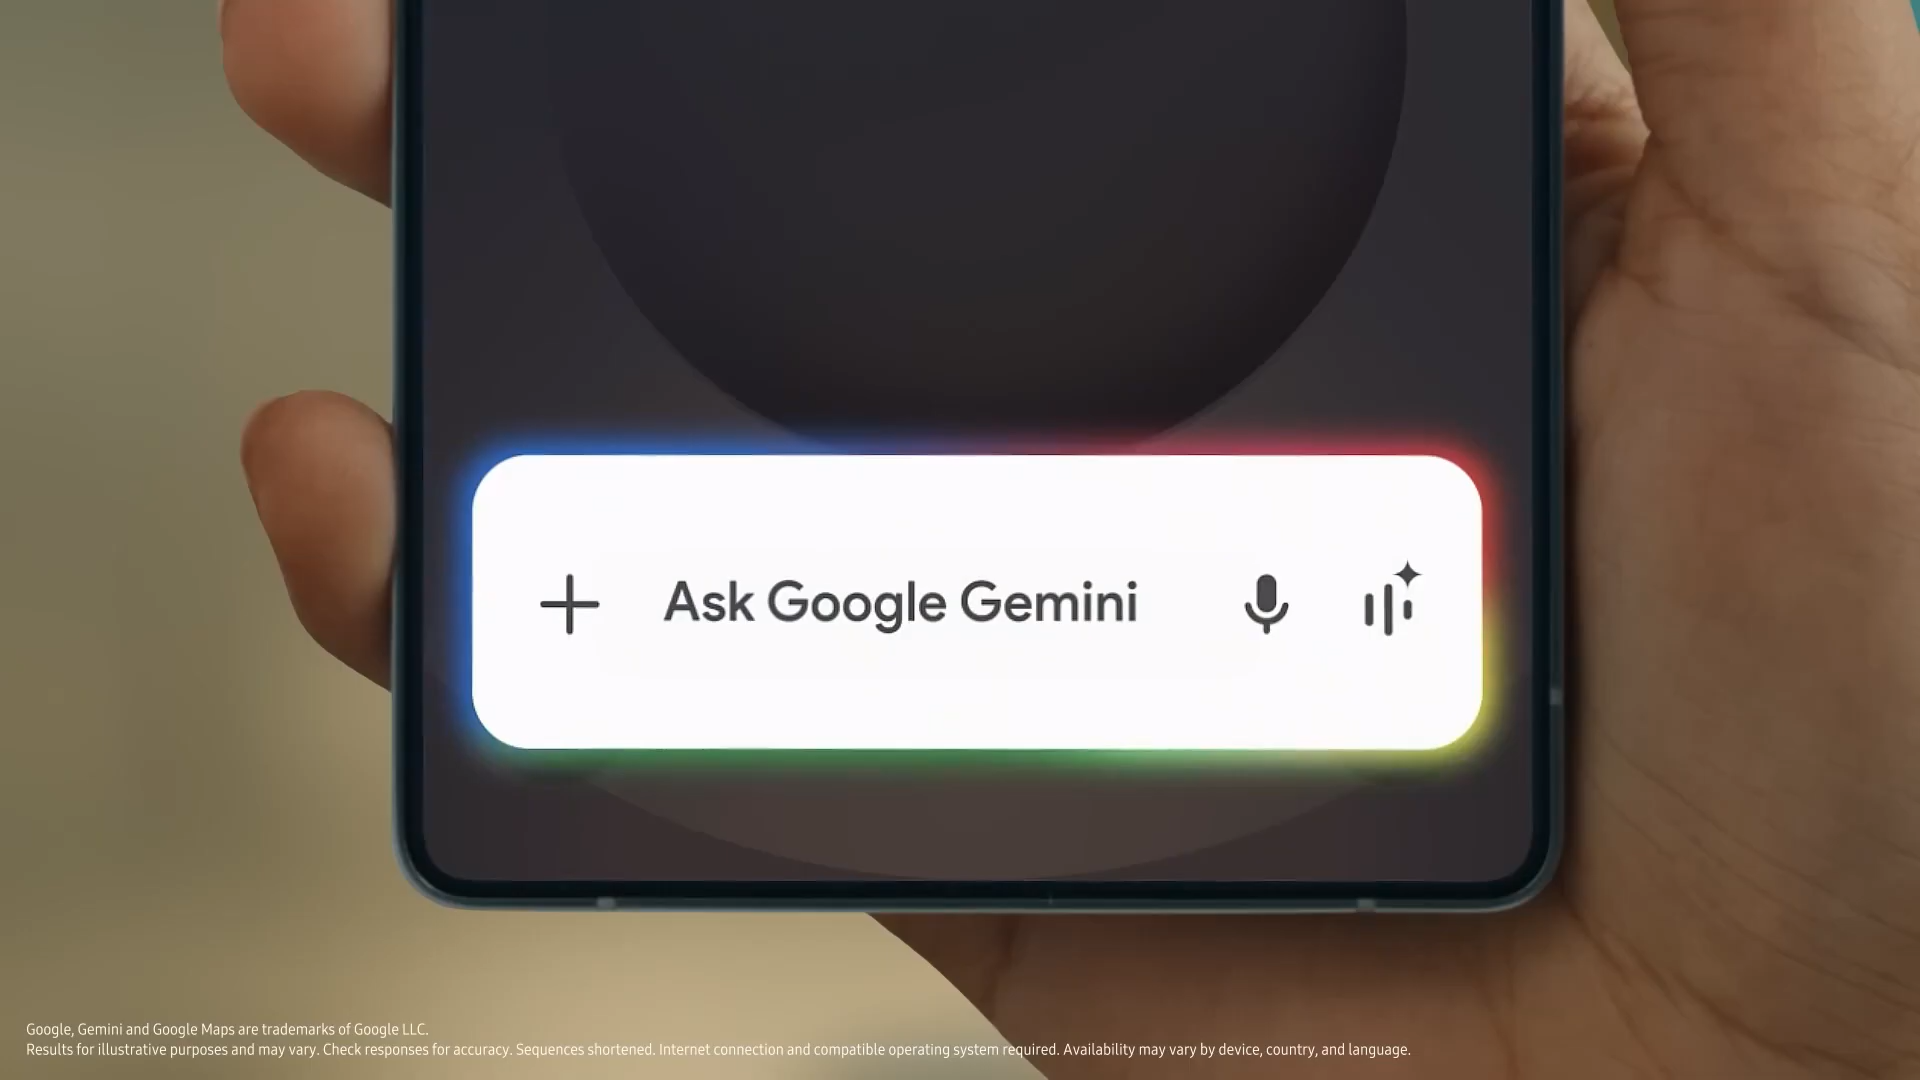 Ask Google Gemini
Google, Gemini and Google Maps are trademarks of Google LLC.
Results for illustrative purposes and may vary. Check responses for accuracy. Sequences shortened. Internet connection and compatible operating system required. Availability may vary by device, country, and language.